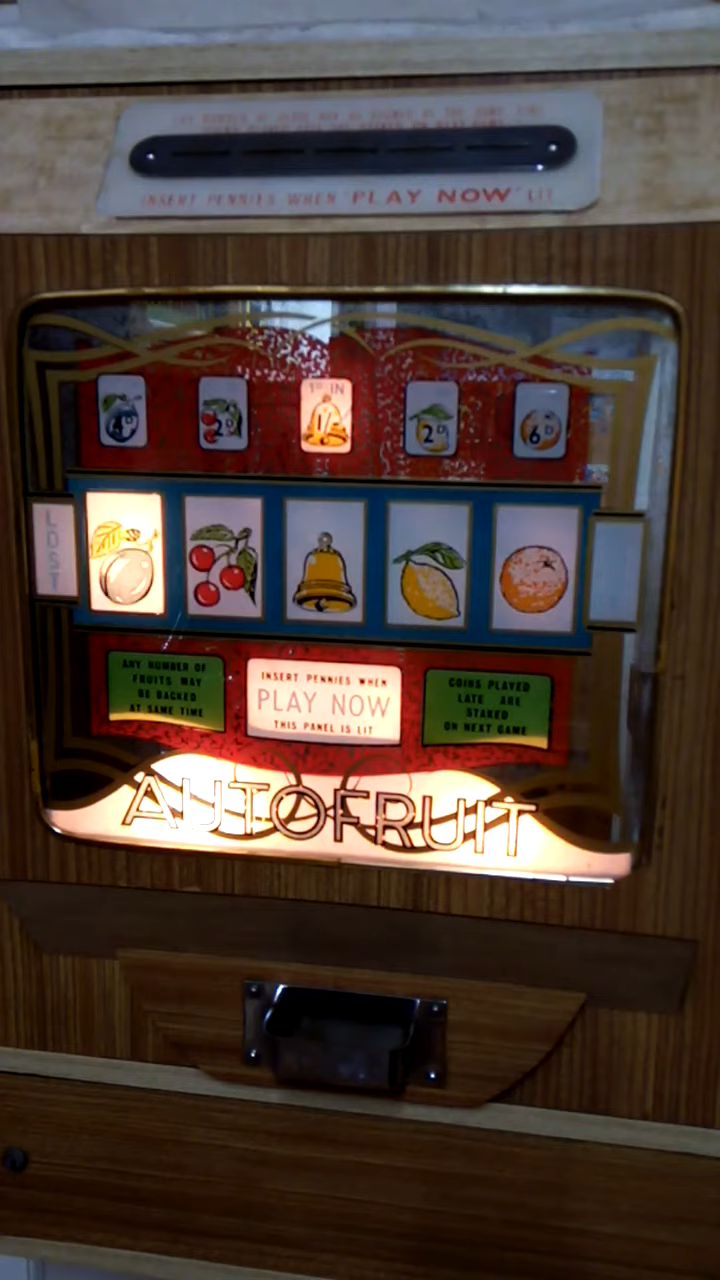 INSERT PENNIES WHEN "PLAY NOW" LIT
4D
2D
1ST IN
1/-
2D
6D
LOST
ANY NUMBER OF
FRUITS MAY
BE BACKED
AT SAME TIME
INSERT PENNIES WHEN
PLAY NOW
THIS PANEL IS LIT
COINS PLAYED
LATE ARE
STAKED
ON NEXT GAME
AUTOFRUIT